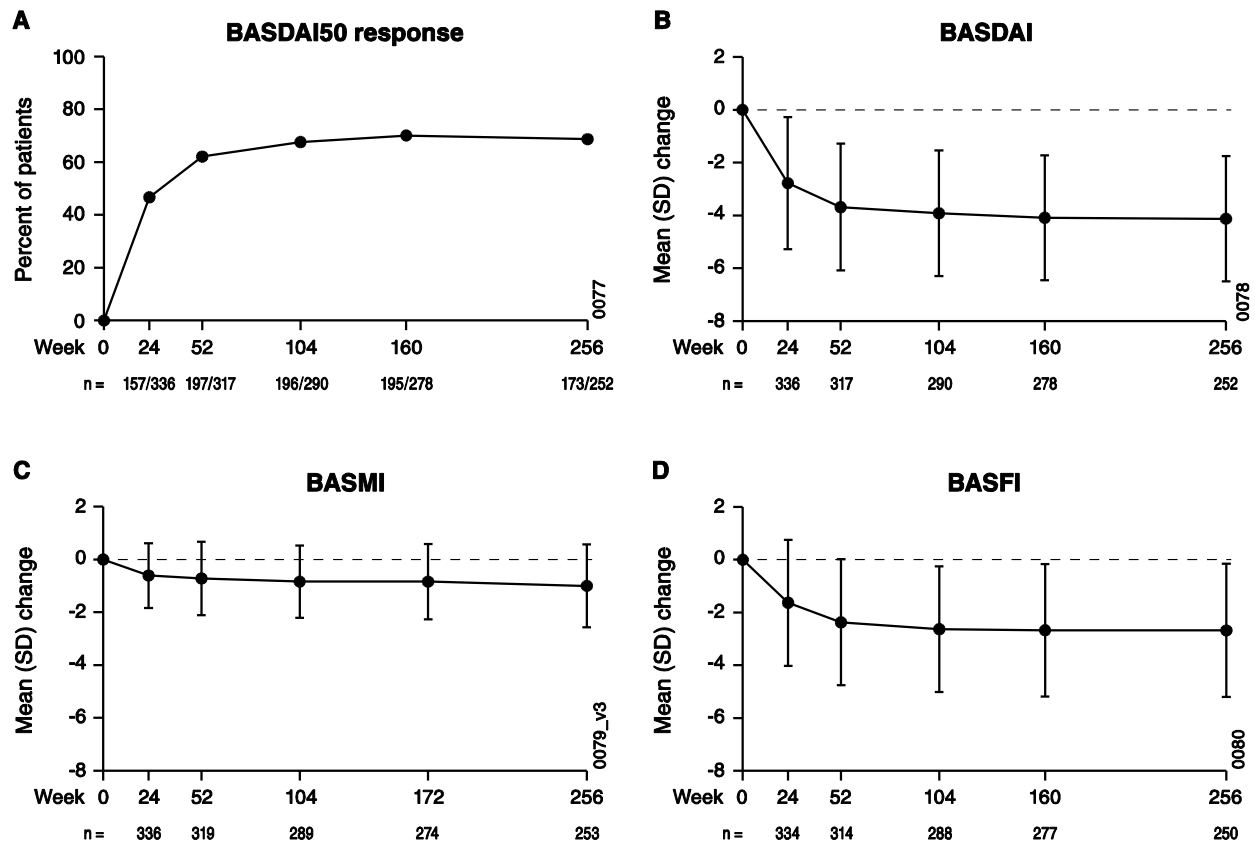 A
BASDAI50 response
Percent of patients
100
80
60
40
20
0
Week 0 24 52 104 160 256
n = 157/336 197/317 196/290 195/278 173/252
0077
B
BASDAI
Mean (SD) change
2
0
-2
-4
-6
-8
Week 0 24 52 104 160 256
n = 336 317 290 278 252
0078
C
BASMI
Mean (SD) change
2
0
-2
-4
-6
-8
Week 0 24 52 104 172 256
n = 336 319 289 274 253
0079_v3
D
BASFI
Mean (SD) change
2
0
-2
-4
-6
-8
Week 0 24 52 104 160 256
n = 334 314 288 277 250
0080